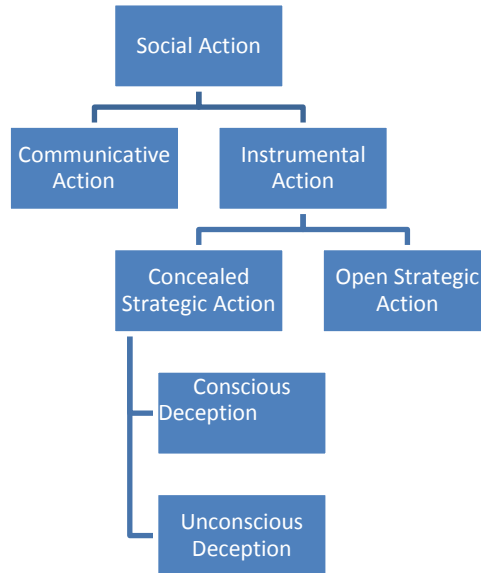 Social Action
Communicative
Action
Instrumental
Action
Concealed
Strategic Action
Open Strategic
Action
Conscious
Deception
Unconscious
Deception